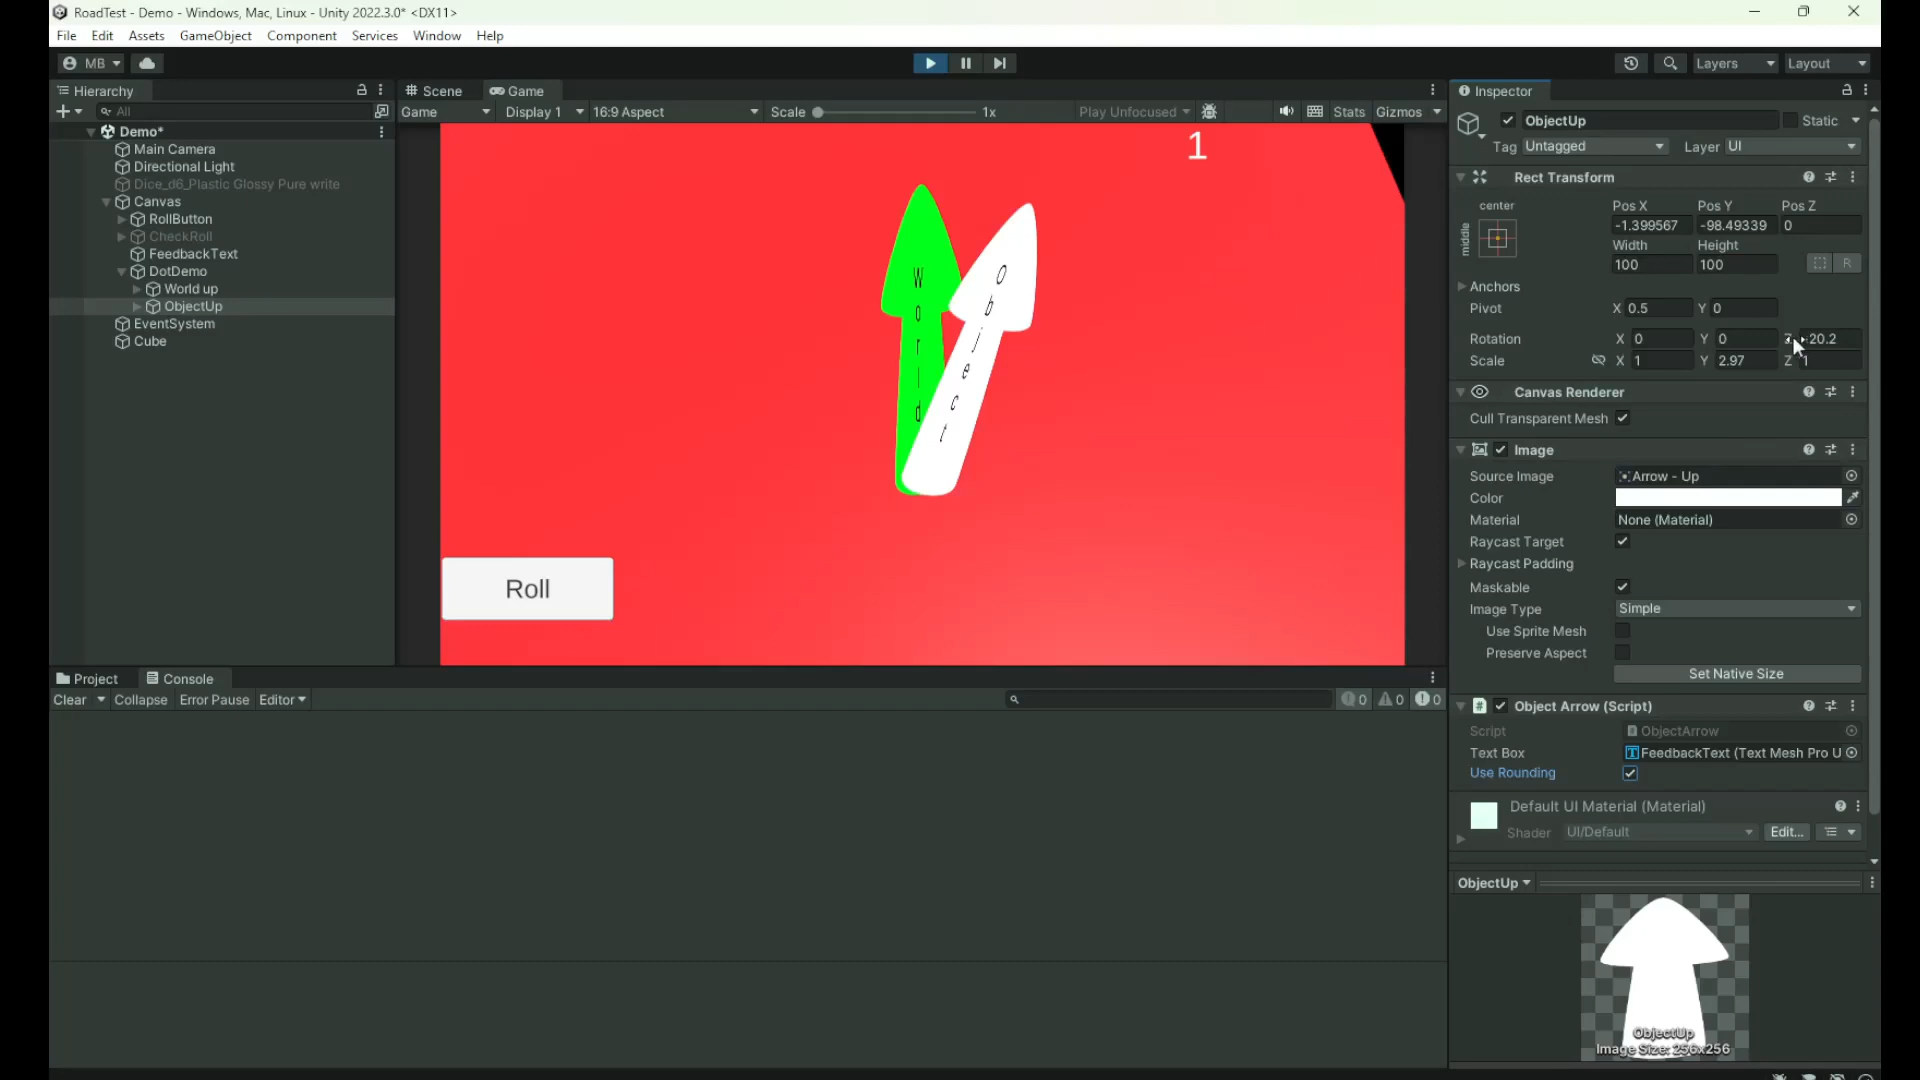 RoadTest - Demo - Windows, Mac, Linux - Unity 2022.3.0* <DX11>
File Edit Assets GameObject Component Services Window Help
MB Layers Layout
Hierarchy
All
Demo*
Main Camera
Directional Light
Dice_d6_Plastic Glossy Pure write
Canvas
RollButton
CheckRoll
FeedbackText
DotDemo
World up
ObjectUp
EventSystem
Cube
Scene Game
Game Display 1 16:9 Aspect Scale 1x Play Unfocused Stats Gizmos
1
World
Object
Roll
Project Console
Clear Collapse Error Pause Editor 0 0 0
Inspector
ObjectUp Static
Tag Untagged Layer UI
Rect Transform
center Pos X Pos Y Pos Z
middle -1.399567 -98.49339 0
Width Height
100 100 R
Anchors
Pivot X 0.5 Y 0
Rotation X 0 Y 0 Z -20.2
Scale X 1 Y 2.97 Z 1
Canvas Renderer
Cull Transparent Mesh
Image
Source Image Arrow - Up
Color
Material None (Material)
Raycast Target
Raycast Padding
Maskable
Image Type Simple
Use Sprite Mesh
Preserve Aspect
Set Native Size
# Object Arrow (Script)
Script ObjectArrow
Text Box FeedbackText (Text Mesh Pro U
Use Rounding
Default UI Material (Material)
Shader UI/Default Edit...
ObjectUp
ObjectUp
Image Size: 256x256